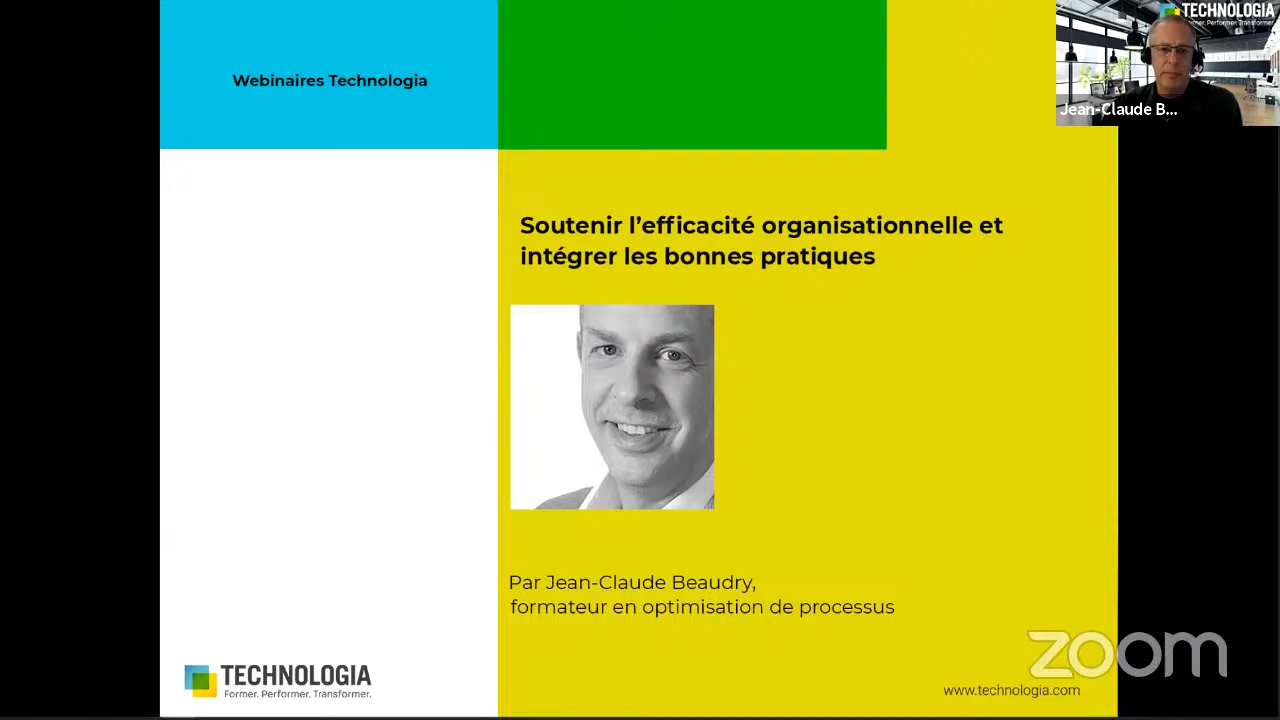 Webinaires Technologia
TECHNOLOGIA
Former. Performer. Transformer.
Jean-Claude B...
Soutenir l’efficacité organisationnelle et
intégrer les bonnes pratiques
Par Jean-Claude Beaudry,
formateur en optimisation de processus
zoom
TECHNOLOGIA
Former. Performer. Transformer.
www.technologia.com